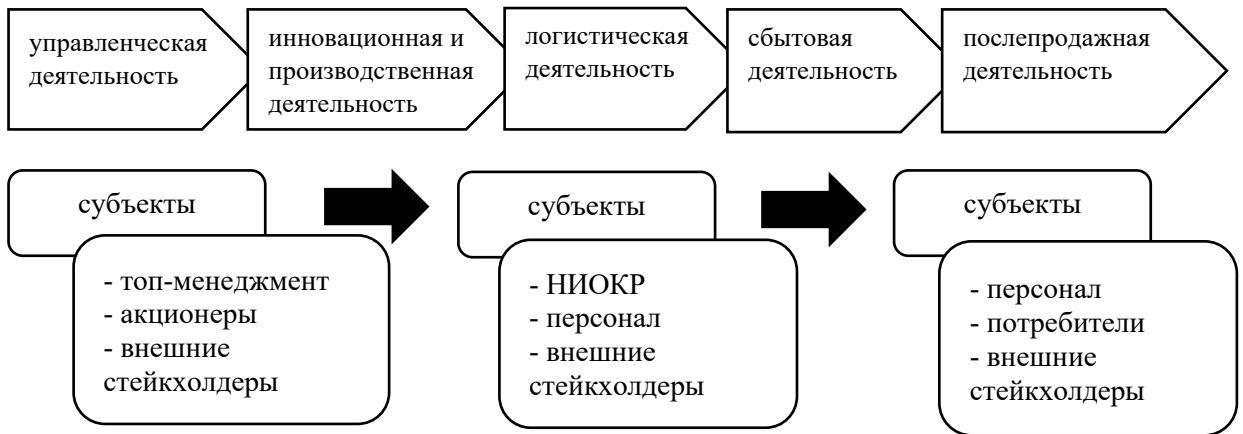 управленческая
деятельность
инновационная и
производственная
деятельность
логистическая
деятельность
сбытовая
деятельность
послепродажная
деятельность
субъекты
- топ-менеджмент
- акционеры
- внешние
стейкхолдеры
субъекты
- НИОКР
- персонал
- внешние
стейкхолдеры
субъекты
- персонал
- потребители
- внешние
стейкхолдеры